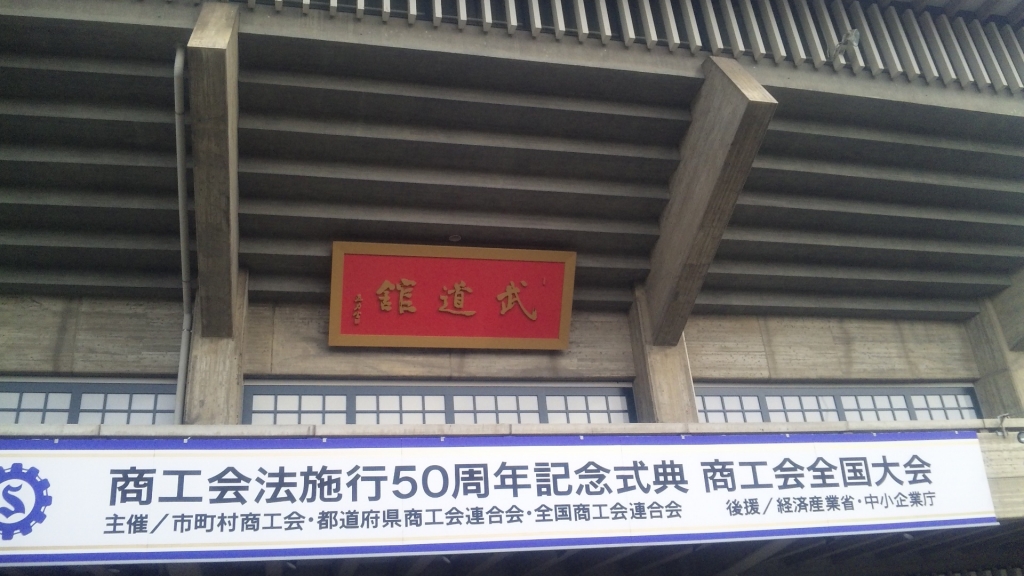 武道館
商工会法施行50周年記念式典 商工会全国大会
主催/市町村商工会・都道府県商工会連合会・全国商工会連合会 後援/経済産業省・中小企業庁
S